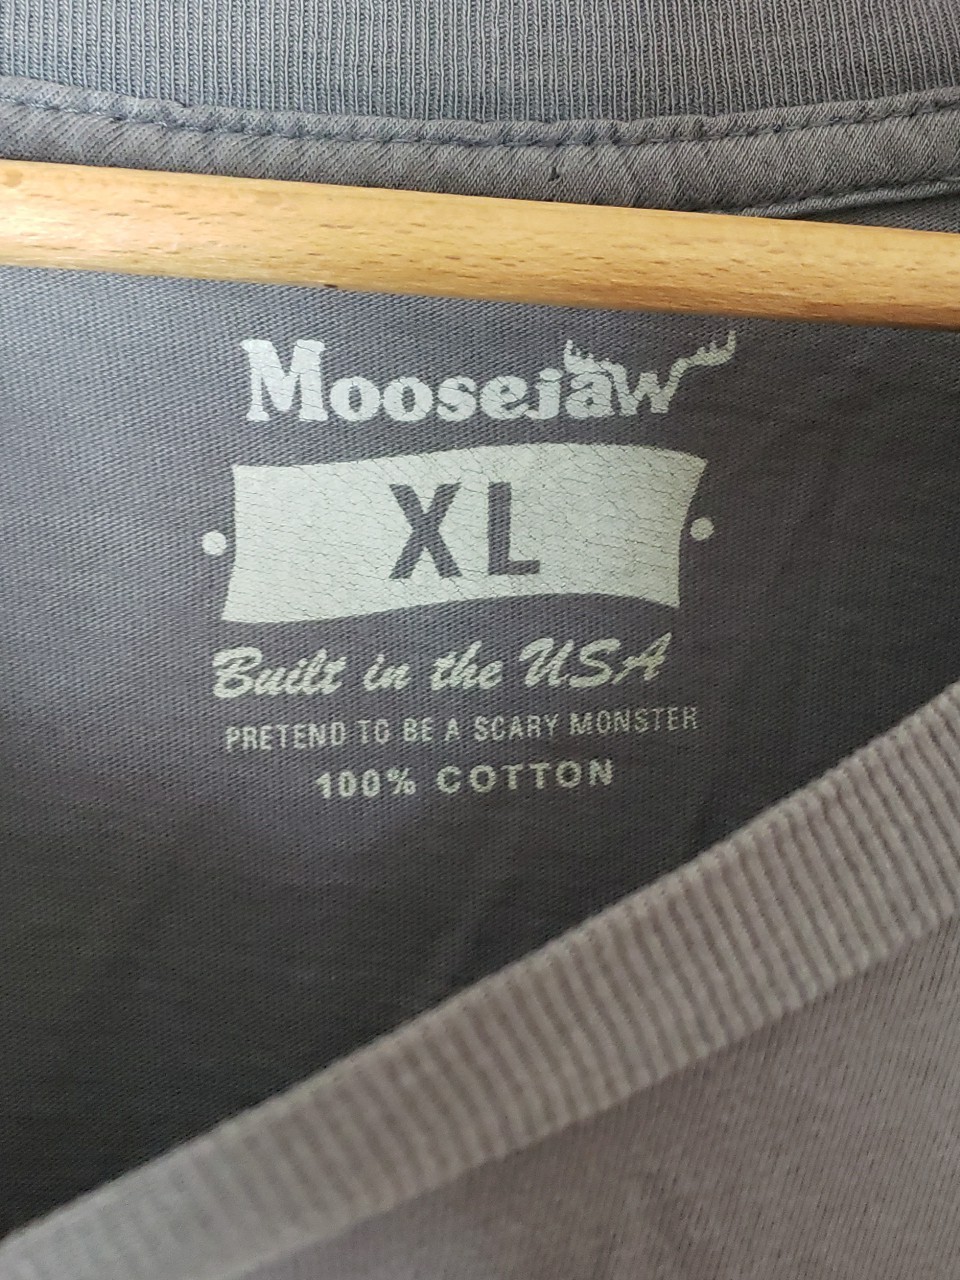 Moosejaw
XL
Built in the USA
PRETEND TO BE A SCARY MONSTER
100% COTTON